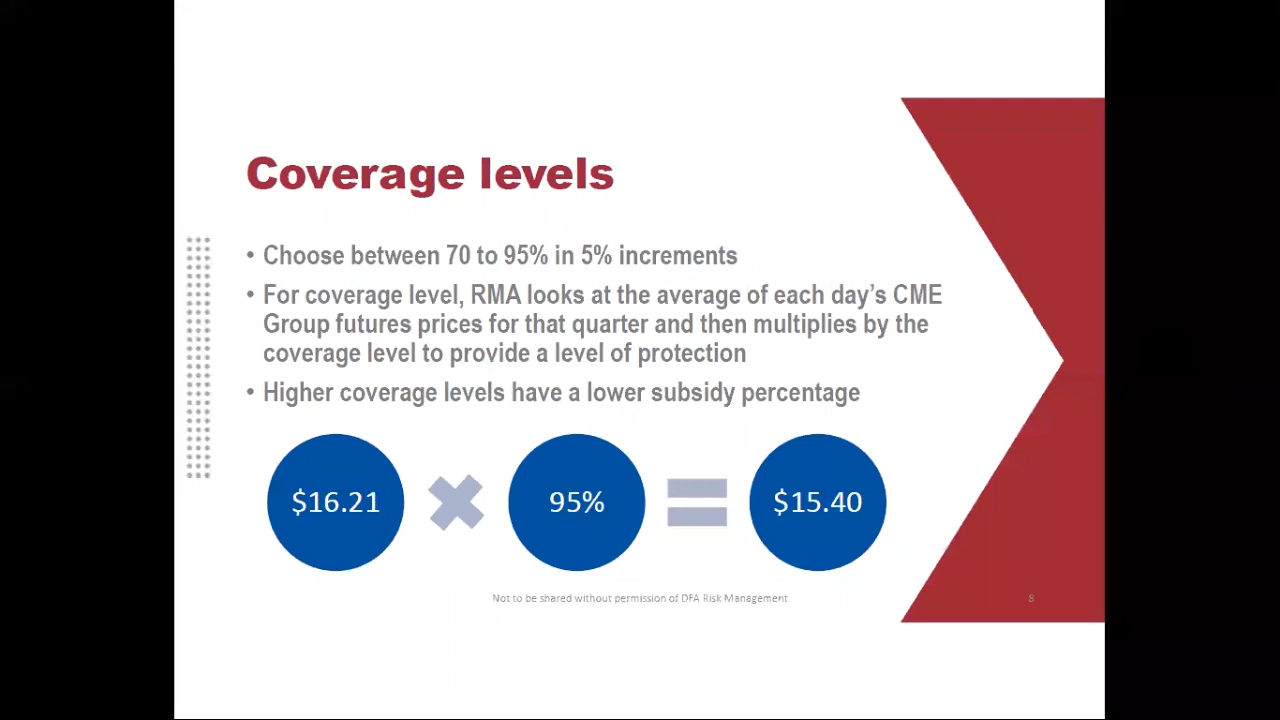 Coverage levels
• Choose between 70 to 95% in 5% increments
• For coverage level, RMA looks at the average of each day’s CME
Group futures prices for that quarter and then multiplies by the
coverage level to provide a level of protection
• Higher coverage levels have a lower subsidy percentage
$16.21 95% $15.40
Not to be shared without permission of DFA Risk Management 8